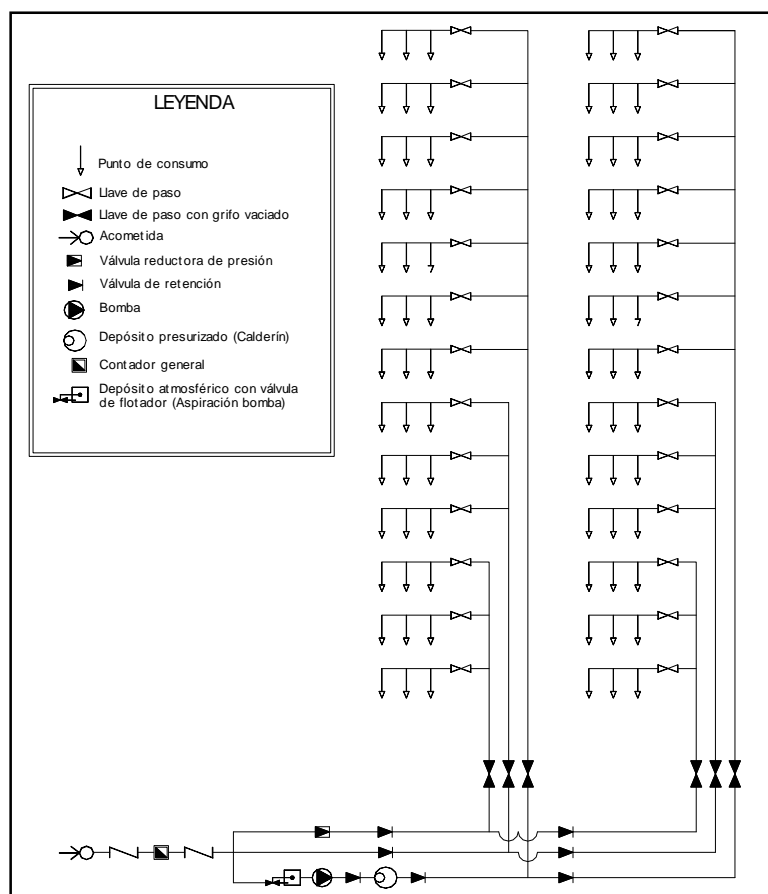 LEYENDA
Punto de consumo
Llave de paso
Llave de paso con grifo vaciado
Acometida
Válvula reductora de presión
Válvula de retención
Bomba
Depósito presurizado (Calderín)
Contador general
Depósito atmosférico con válvula
de flotador (Aspiración bomba)